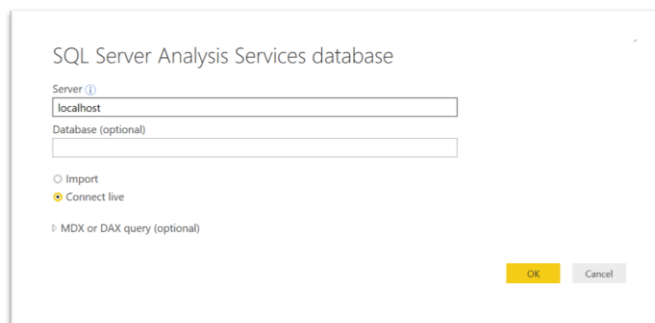 SQL Server Analysis Services database
Server
localhost
Database (optional)
Import
Connect live
MDX or DAX query (optional)
OK Cancel